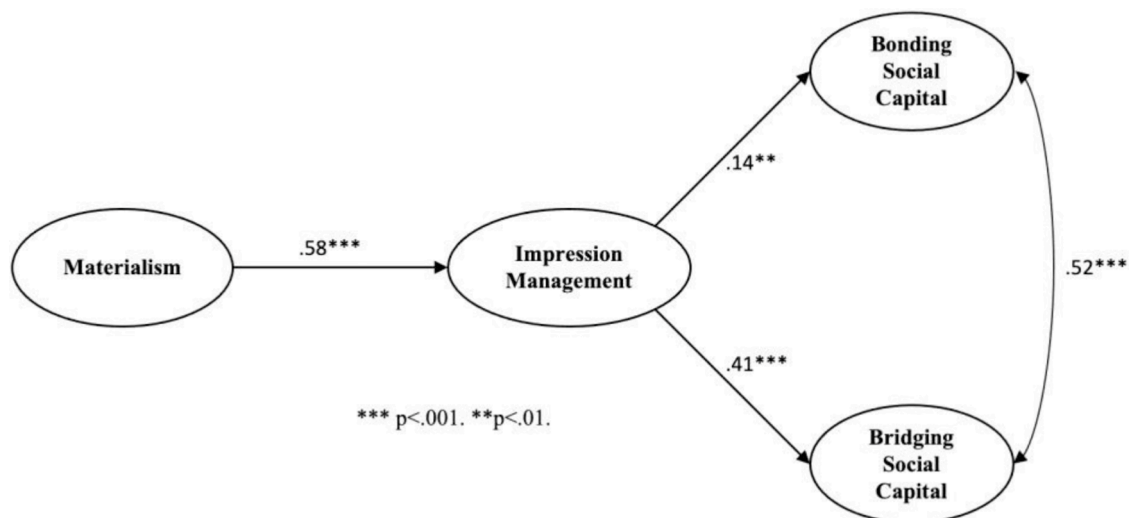 Bonding
Social
Capital
.14**
Materialism
.58***
Impression
Management
.52***
.41***
*** p<.001. **p<.01.
Bridging
Social
Capital